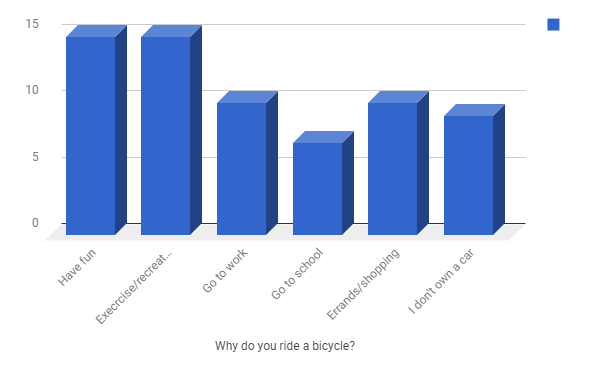 15
10
5
0
Have fun
Execrcise/recreat...
Go to work
Go to school
Errands/shopping
I don't own a car
Why do you ride a bicycle?